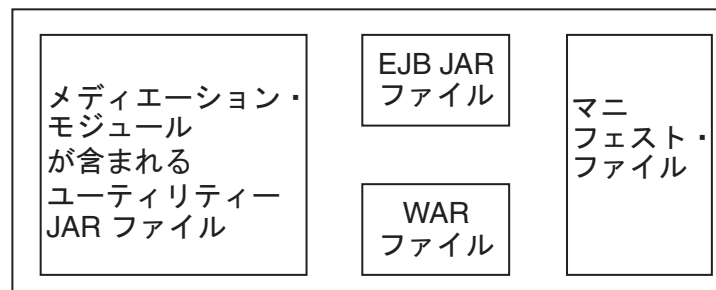 メディエーション・
モジュール
が含まれる
ユーティリティー
JAR ファイル
EJB JAR
ファイル
WAR
ファイル
マニ
フェスト・
ファイル